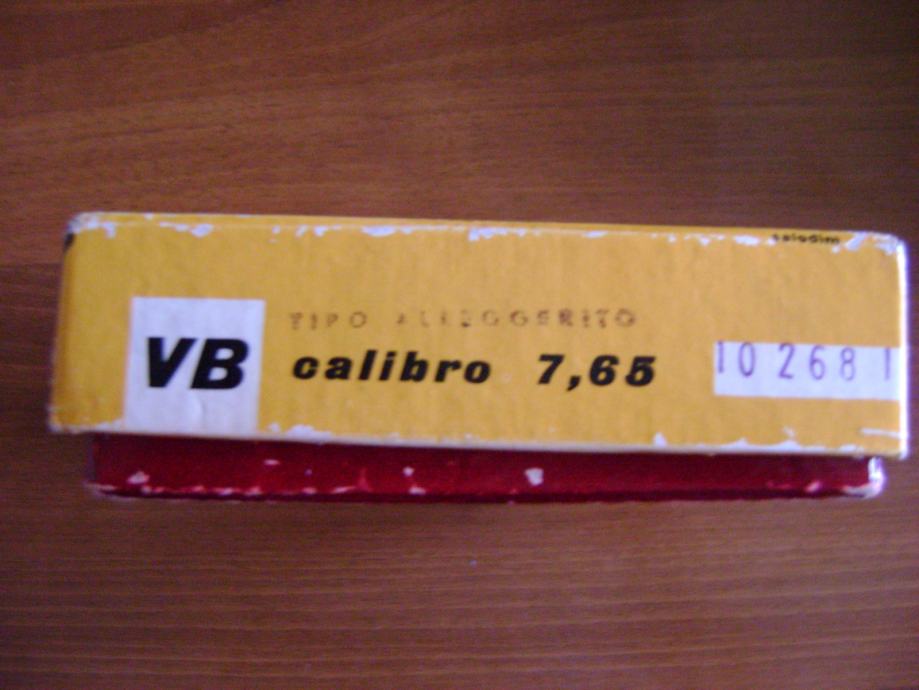 VB
TIPO ALLEGGERITO
calibro 7,65
10 268 1